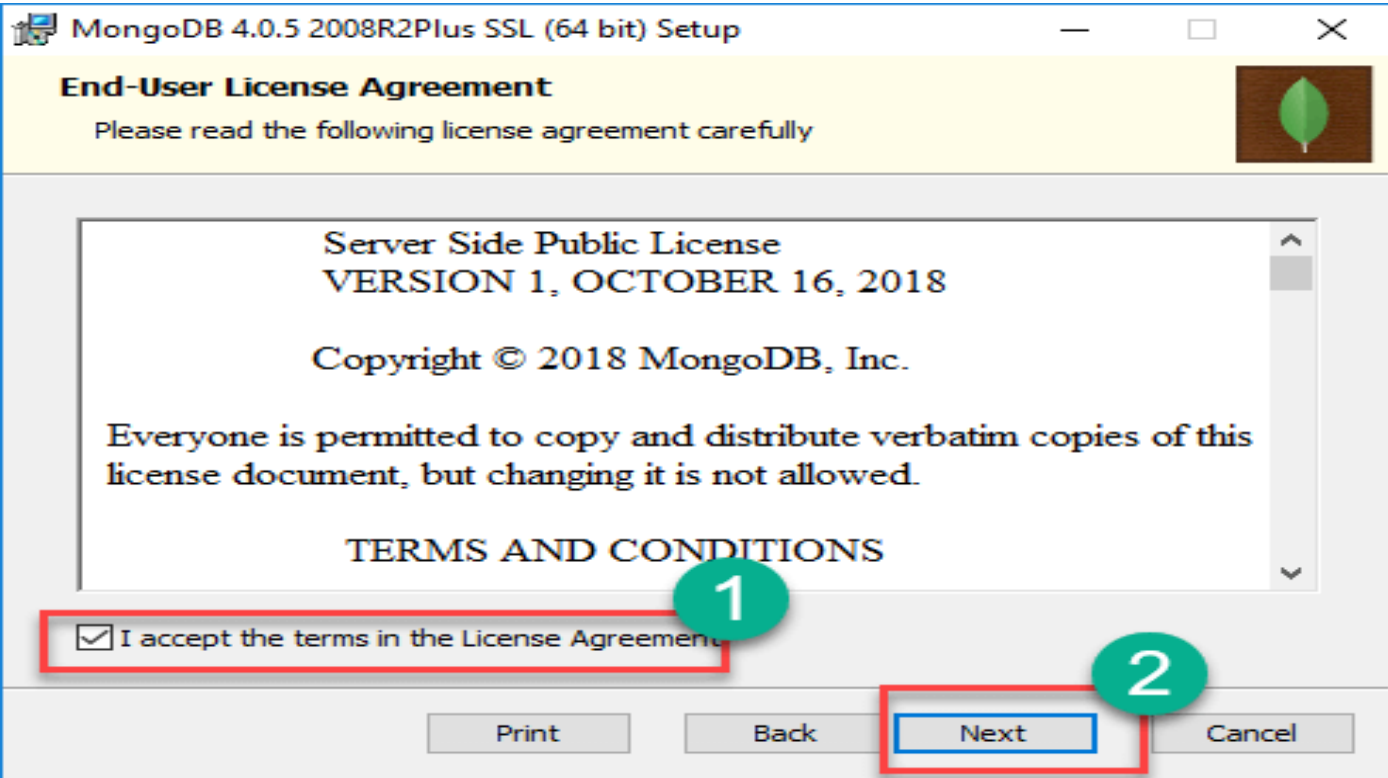 MongoDB 4.0.5 2008R2Plus SSL (64 bit) Setup
End-User License Agreement
Please read the following license agreement carefully
Server Side Public License
VERSION 1, OCTOBER 16, 2018
Copyright © 2018 MongoDB, Inc.
Everyone is permitted to copy and distribute verbatim copies of this
license document, but changing it is not allowed.
TERMS AND CONDITIONS
1
I accept the terms in the License Agreement
2
Print Back Next Cancel